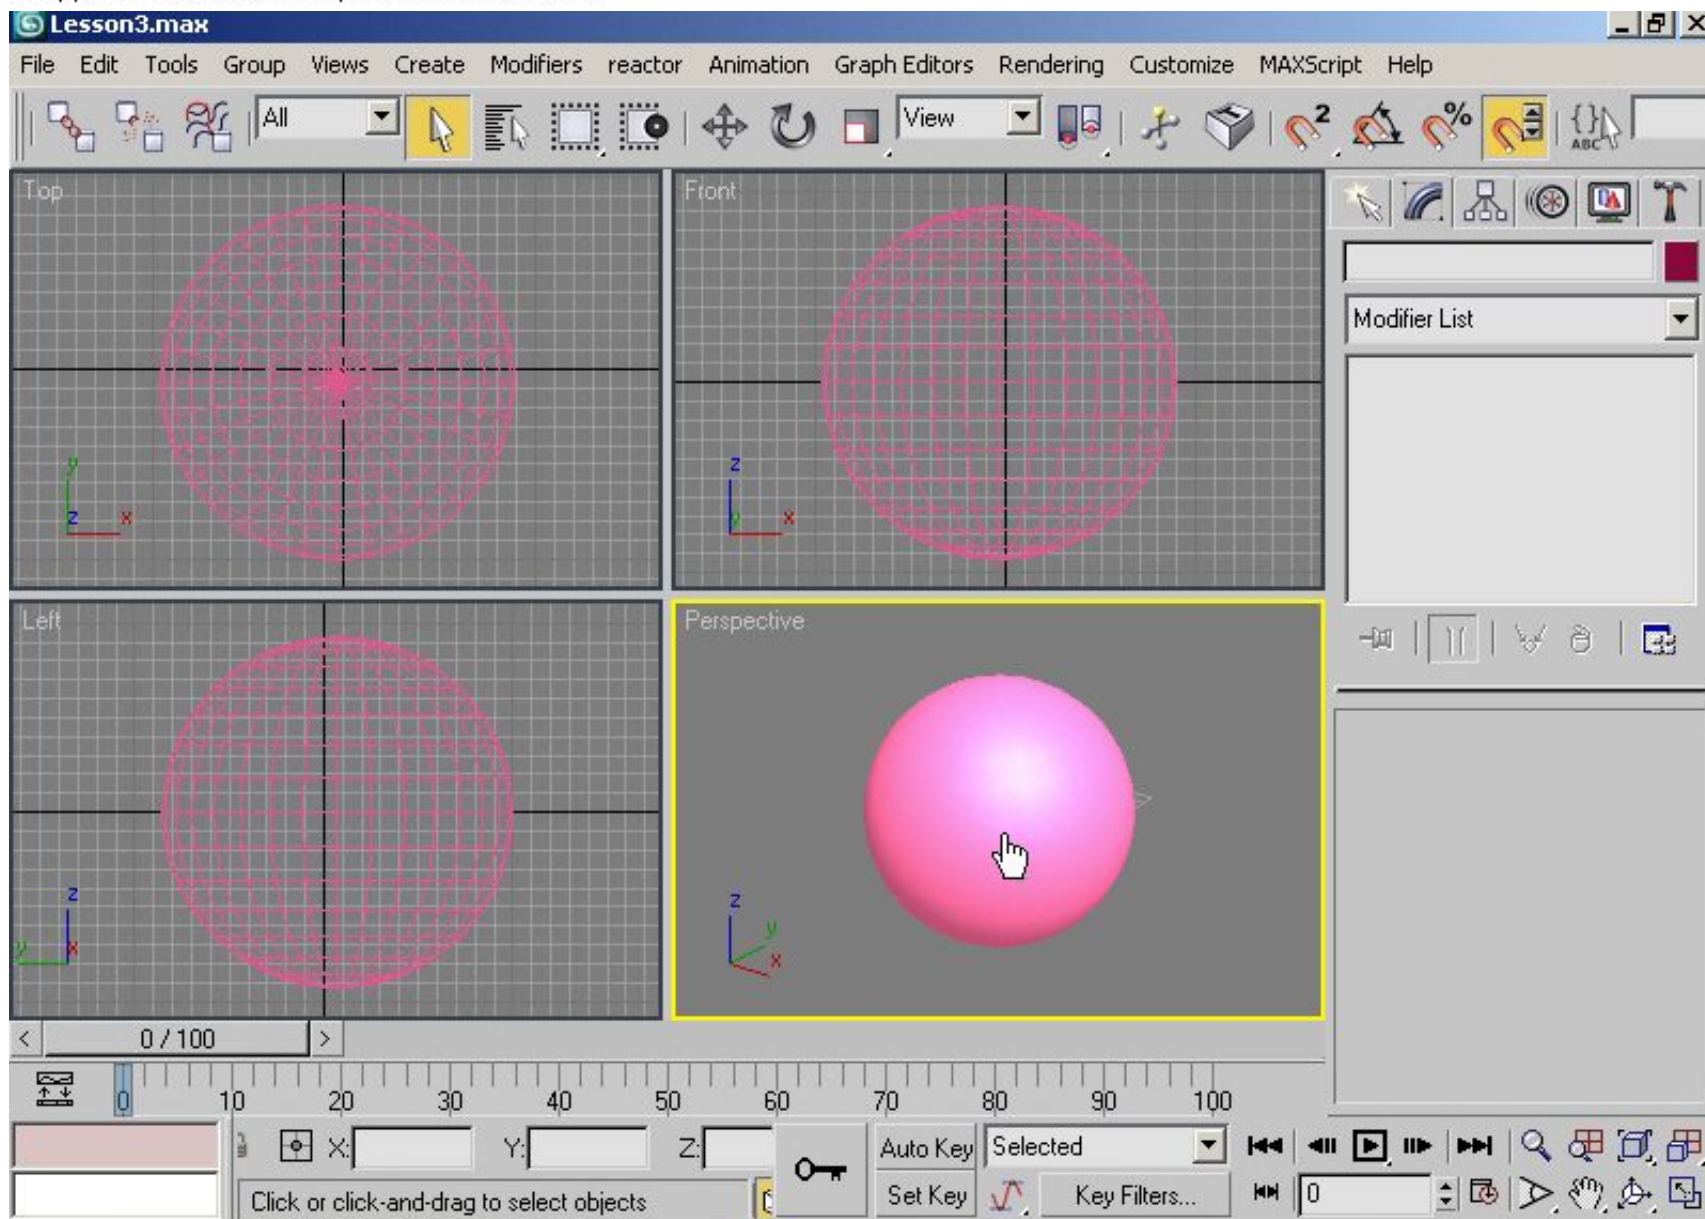 Lesson3.max
File Edit Tools Group Views Create Modifiers reactor Animation Graph Editors Rendering Customize MAXScript Help
All View 2 % ABC
Top Front
Modifier List
y z z x y x
Left Perspective
z y x z y x
0 / 100
0 10 20 30 40 50 60 70 80 90 100
X: Y: Z: Auto Key Selected
Click or click-and-drag to select objects Set Key Key Filters... 0